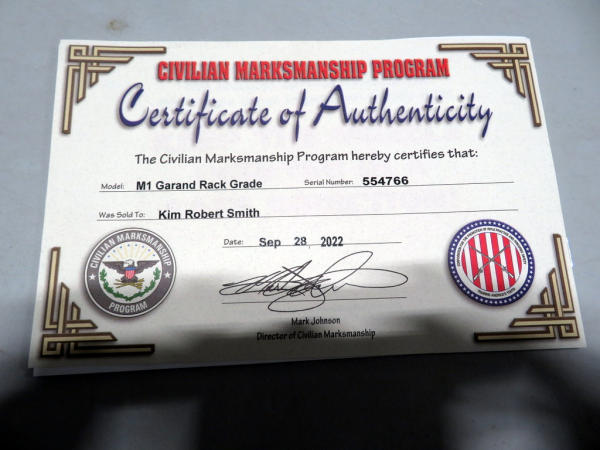 CIVILIAN MARKSMANSHIP PROGRAM
Certificate of Authenticity
The Civilian Marksmanship Program hereby certifies that:
Model: M1 Garand Rack Grade Serial Number: 554766
Was Sold To: Kim Robert Smith
Date: Sep 28, 2022
CIVILIAN MARKSMANSHIP
PROGRAM
Mark Johnson
Director of Civilian Marksmanship